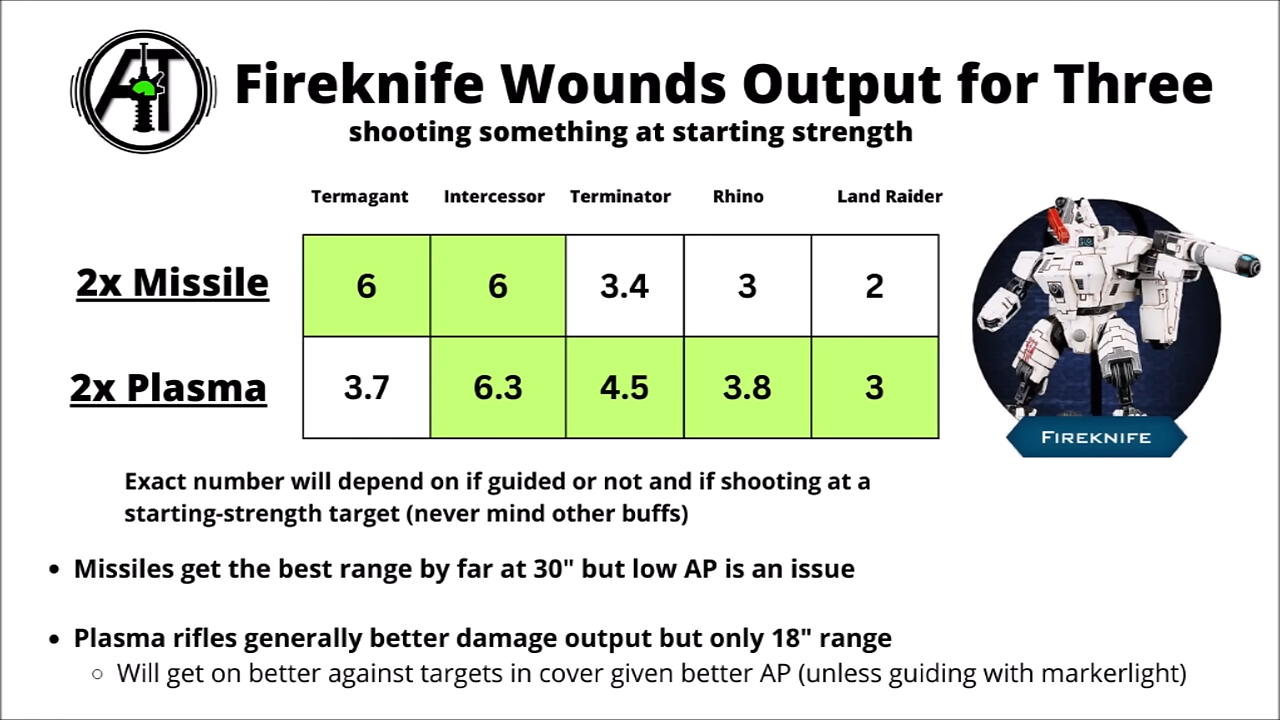 AT
Fireknife Wounds Output for Three
shooting something at starting strength
Termagant Intercessor Terminator Rhino Land Raider
2x Missile 6 6 3.4 3 2
2x Plasma 3.7 6.3 4.5 3.8 3
FIREKNIFE
Exact number will depend on if guided or not and if shooting at a
starting-strength target (never mind other buffs)
• Missiles get the best range by far at 30" but low AP is an issue
• Plasma rifles generally better damage output but only 18" range
○ Will get on better against targets in cover given better AP (unless guiding with markerlight)